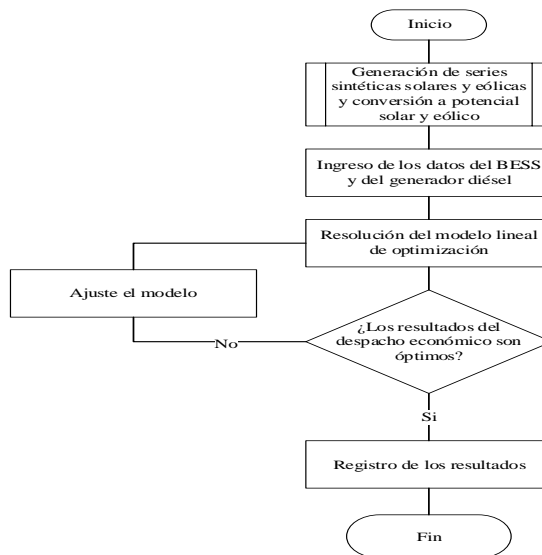 Inicio
Generación de series
sintéticas solares y eólicas
y conversión a potencial
solar y eólico
Ingreso de los datos del BESS
y del generador diésel
Resolución del modelo lineal
de optimización
Ajuste el modelo
¿Los resultados del
despacho económico son
óptimos?
No
Si
Registro de los resultados
Fin